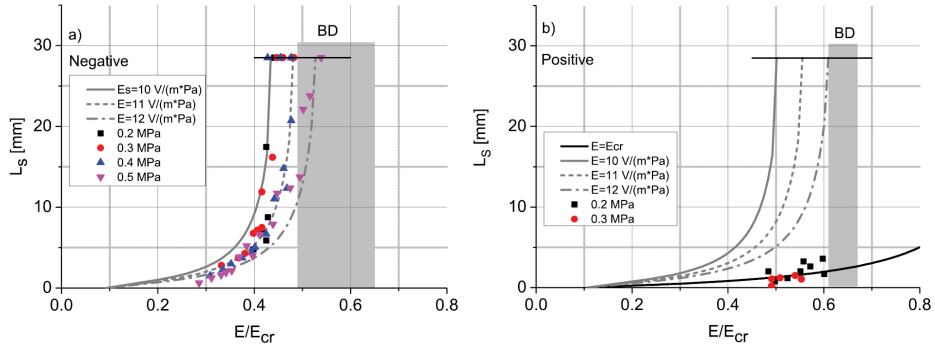 a)
BD
Negative
Es=10 V/(m*Pa)
E=11 V/(m*Pa)
E=12 V/(m*Pa)
0.2 MPa
0.3 MPa
0.4 MPa
0.5 MPa
30
20
10
0
L_S [mm]
0.0 0.2 0.4 0.6 0.8
E/E_cr
b)
BD
Positive
E=Ecr
E=10 V/(m*Pa)
E=11 V/(m*Pa)
E=12 V/(m*Pa)
0.2 MPa
0.3 MPa
30
20
10
0
L_S [mm]
0.0 0.2 0.4 0.6 0.8
E/E_cr